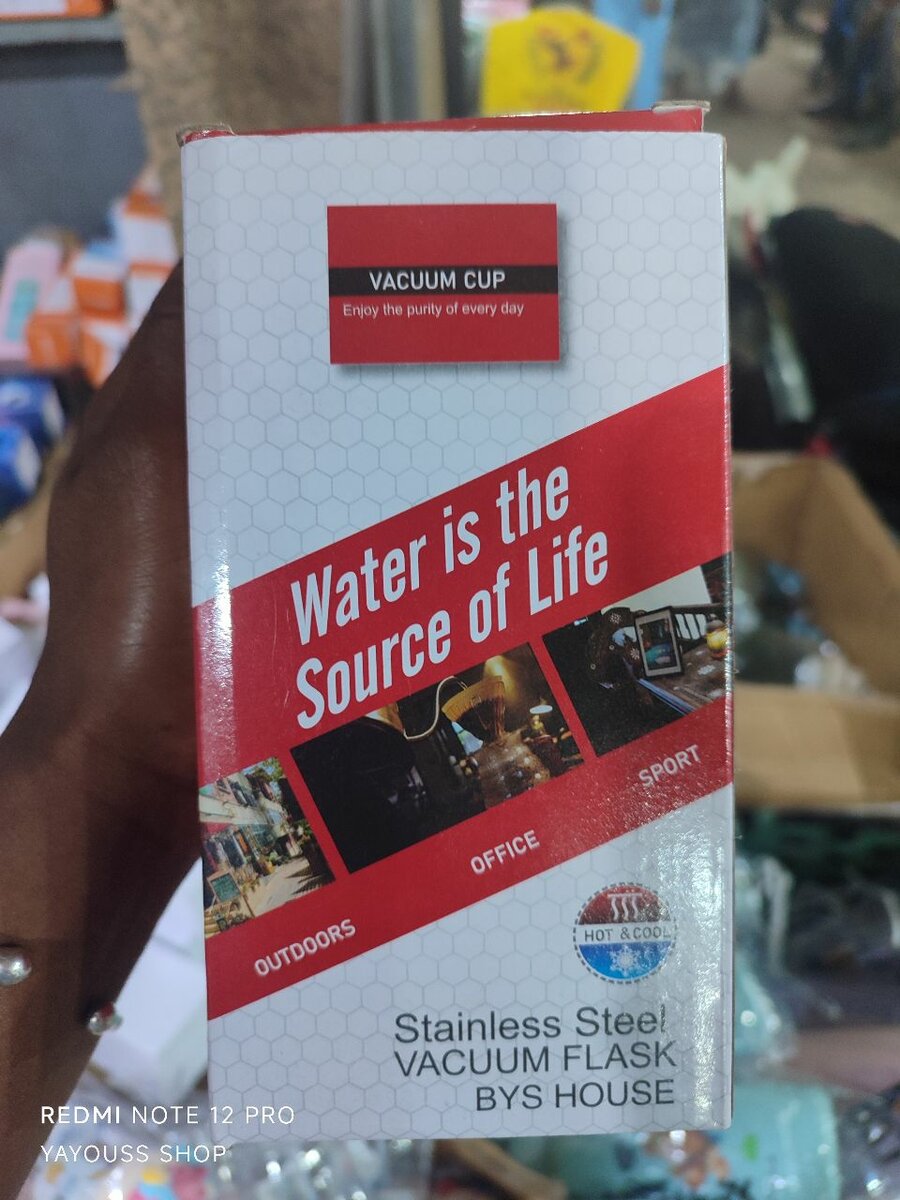 VACUUM CUP
Enjoy the purity of every day
Water is the
Source of Life
OUTDOORS
OFFICE
SPORT
HOT & COOL
Stainless Steel
VACUUM FLASK
BYS HOUSE
REDMI NOTE 12 PRO
YAYOUSS SHOP